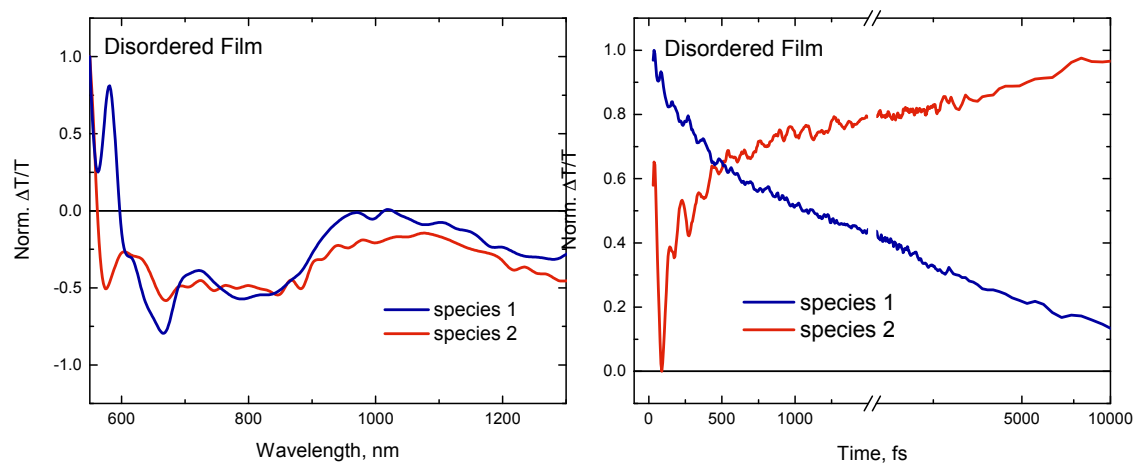 Disordered Film
1.0
0.5
0.0
-0.5
-1.0
Norm. ΔT/T
species 1
species 2
600
800
1000
1200
Wavelength, nm
Disordered Film
1.0
0.8
0.6
0.4
0.2
0.0
Norm. ΔT/T
species 1
species 2
0
500
1000
5000
10000
Time, fs